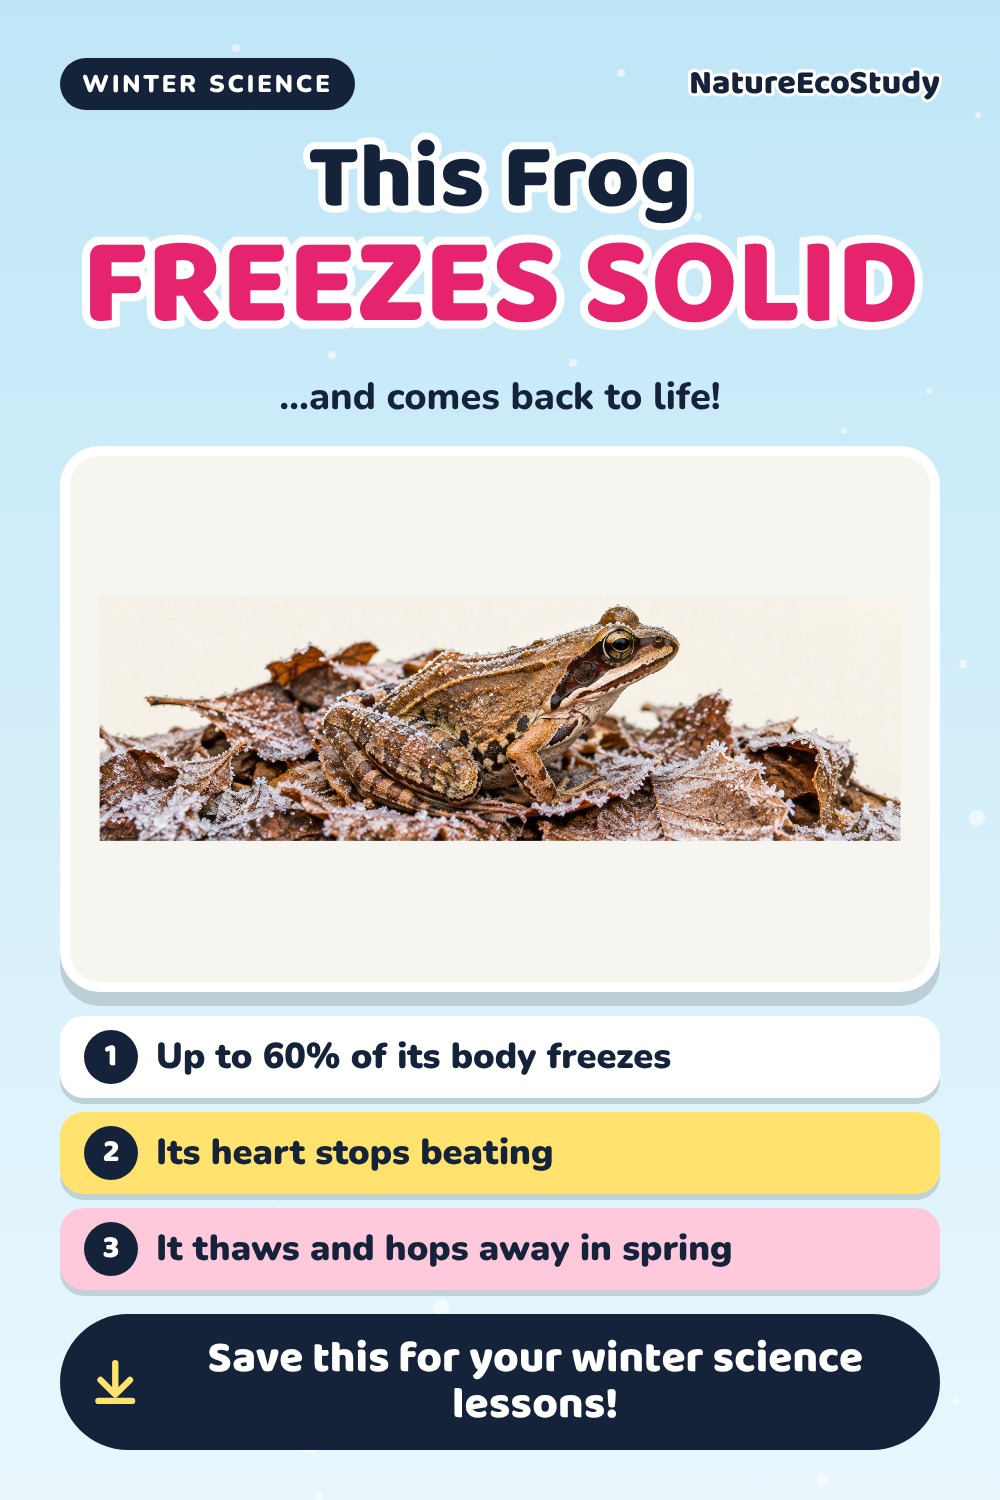 WINTER SCIENCE
NatureEcoStudy
This Frog
FREEZES SOLID
...and comes back to life!
1 Up to 60% of its body freezes
2 Its heart stops beating
3 It thaws and hops away in spring
Save this for your winter science
lessons!